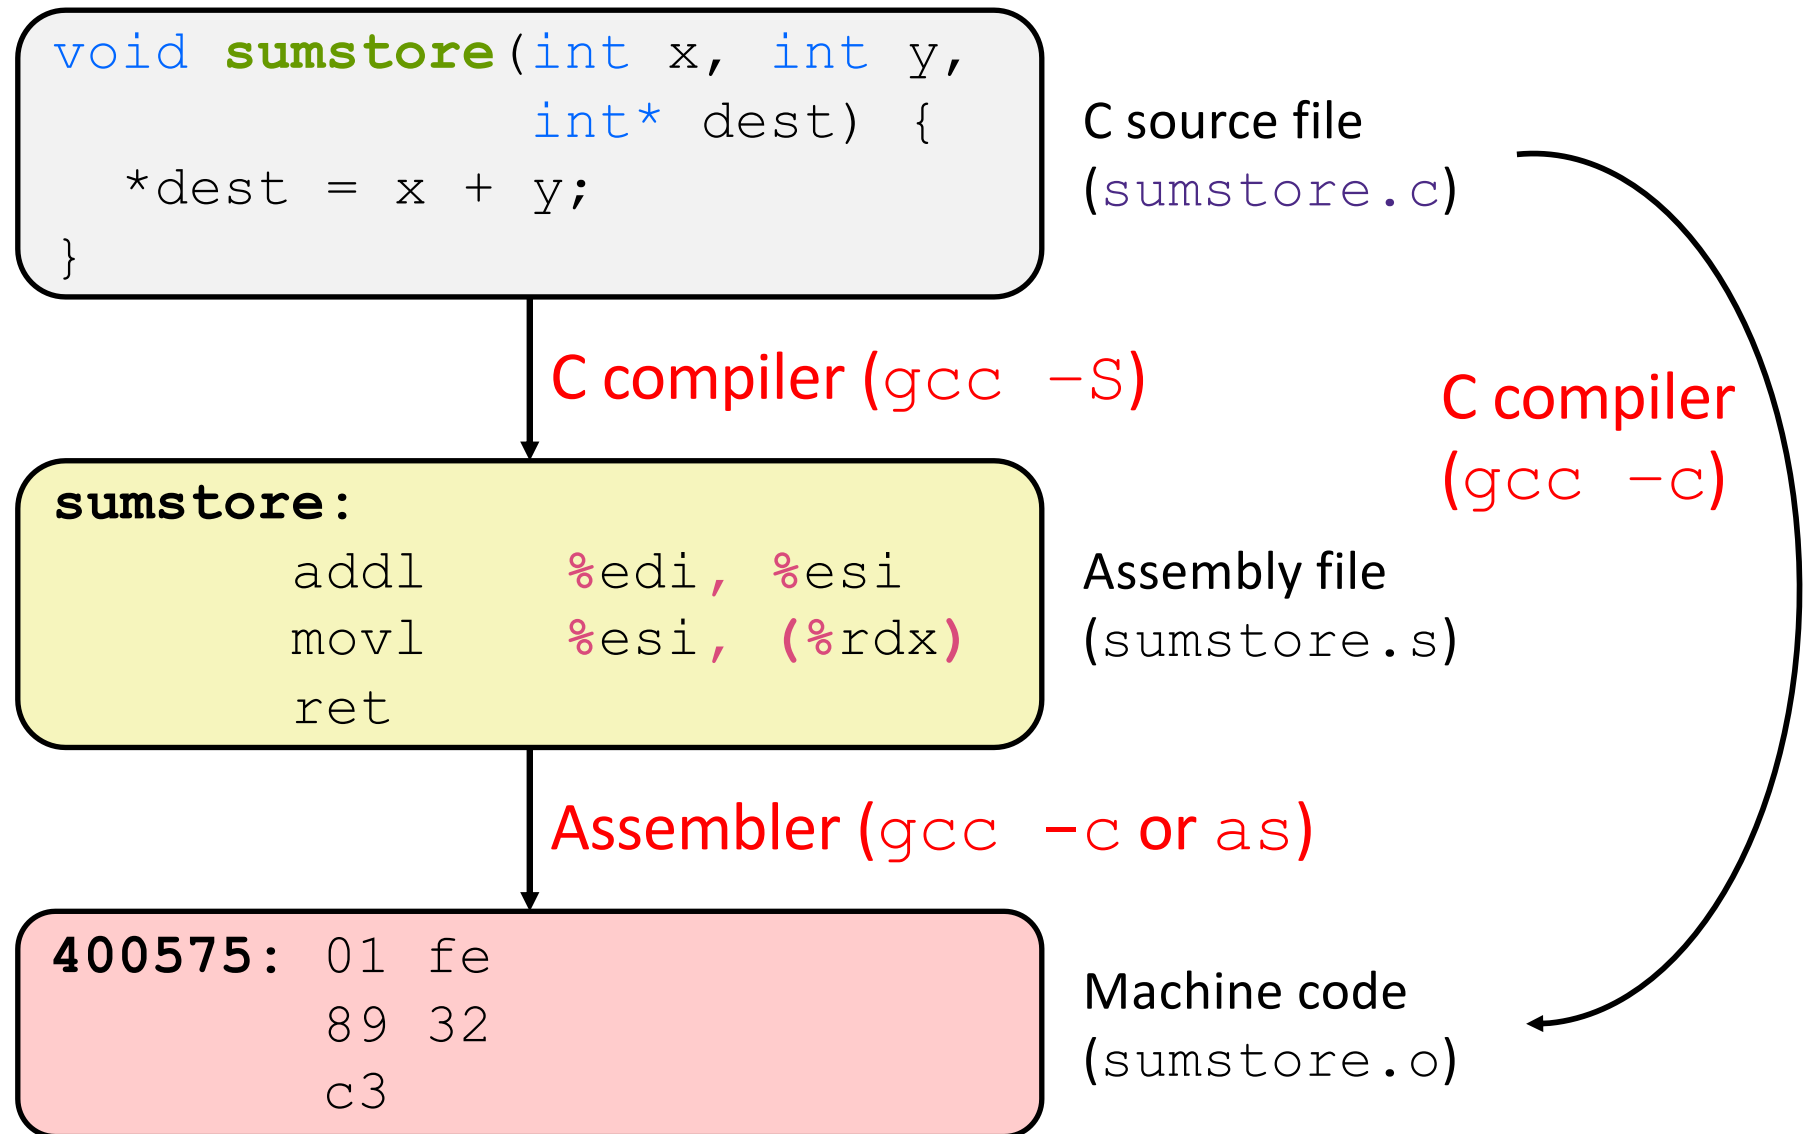 void sumstore(int x, int y,
int* dest) {
*dest = x + y;
}
C source file
(sumstore.c)
C compiler (gcc –S)
C compiler
(gcc –c)
sumstore:
addl %edi, %esi
movl %esi, (%rdx)
ret
Assembly file
(sumstore.s)
Assembler (gcc –c or as)
400575: 01 fe
89 32
c3
Machine code
(sumstore.o)